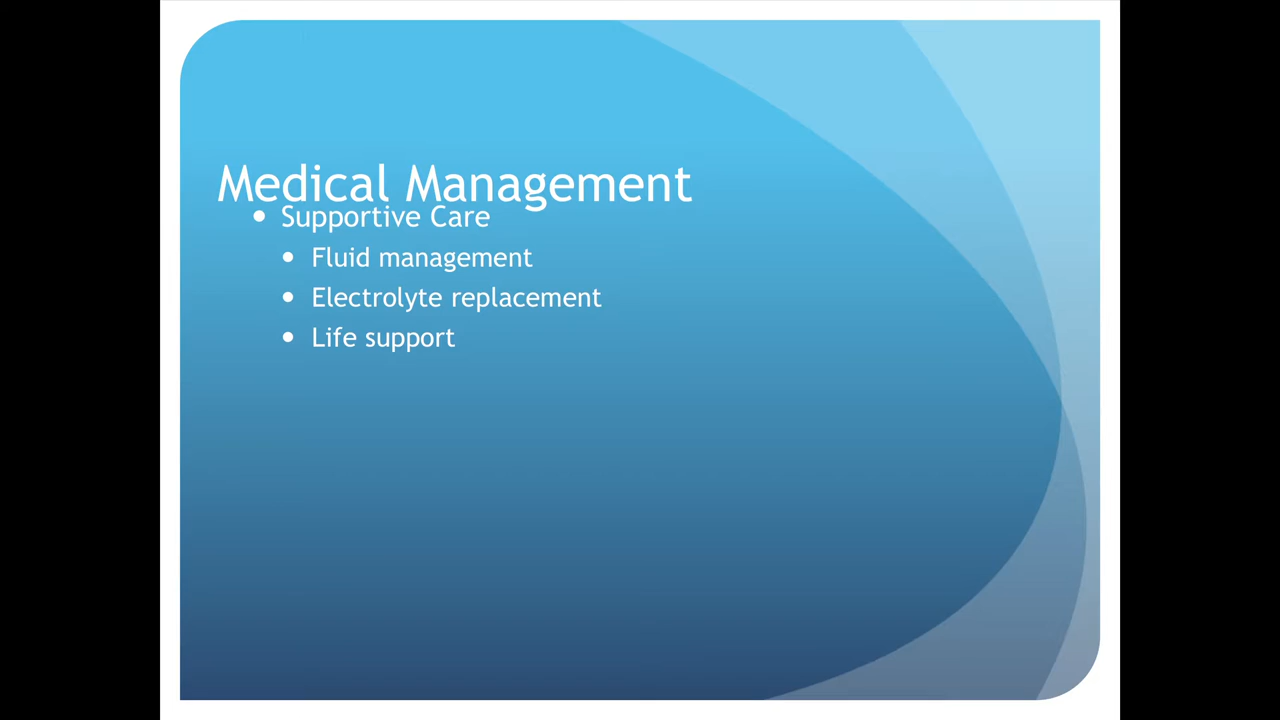 Medical Management
• Supportive Care
• Fluid management
• Electrolyte replacement
• Life support